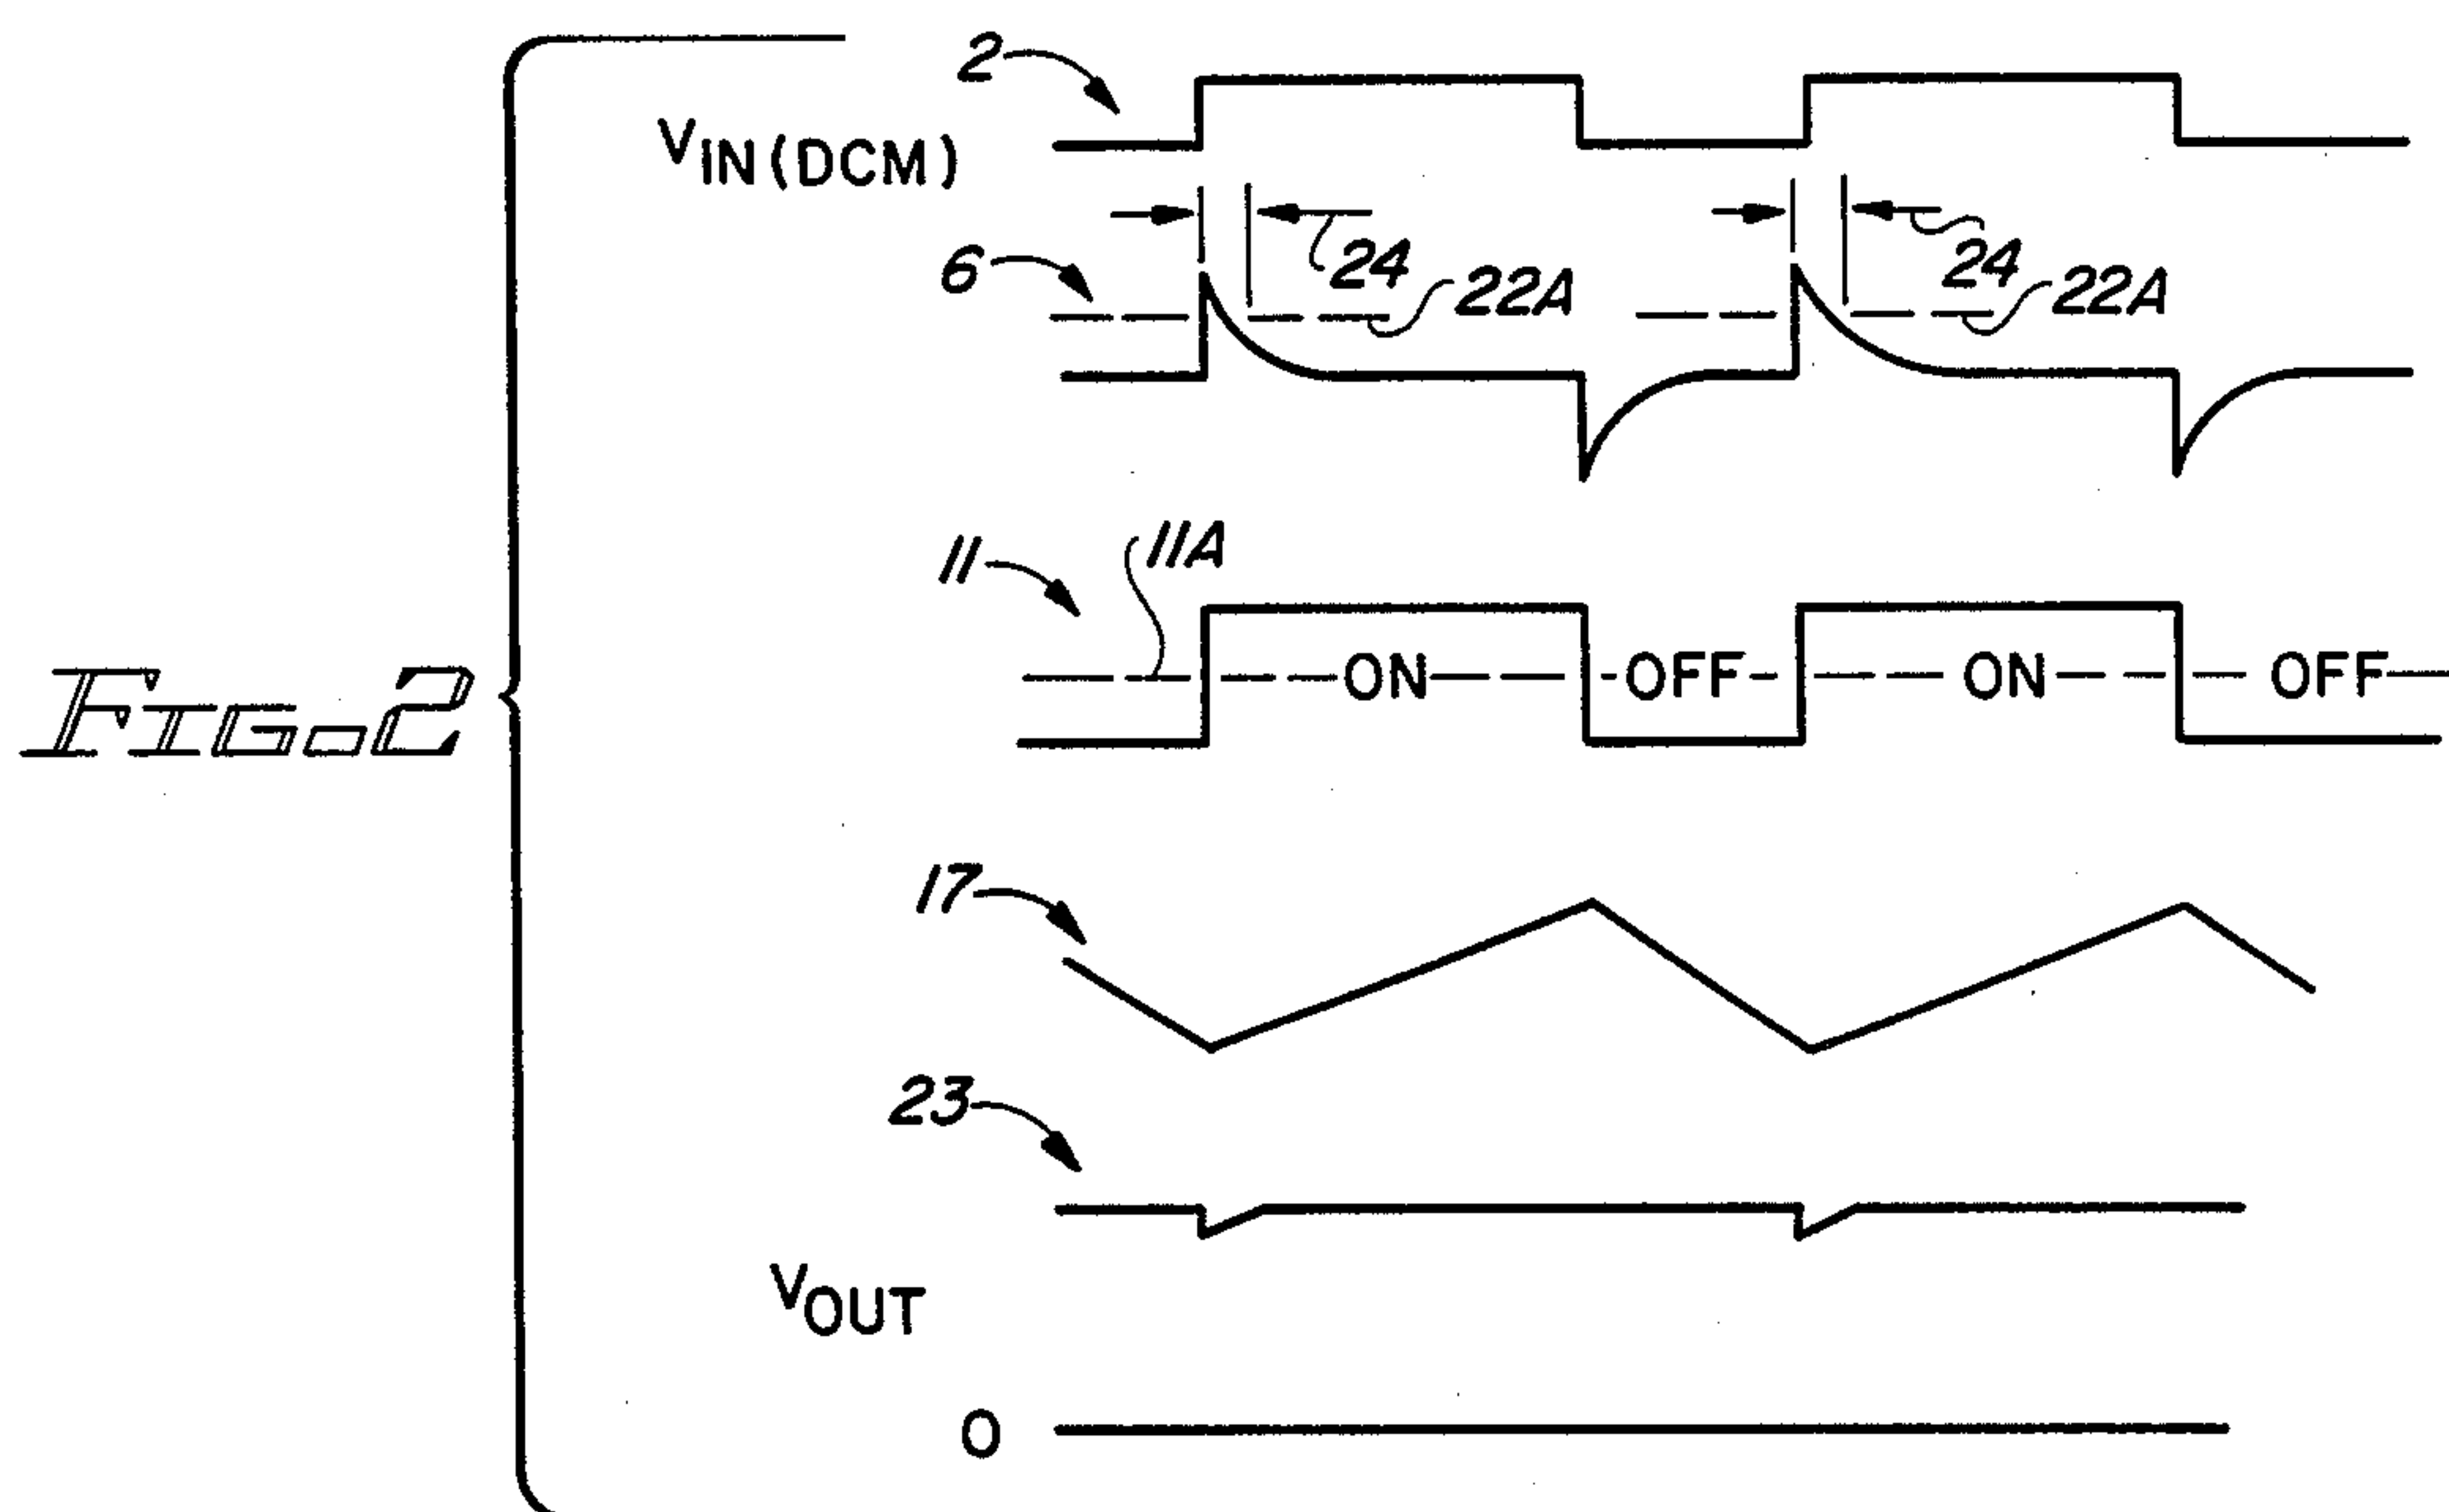 2
VIN(DCM)
24
24
6
22A
22A
11
11A
ON
OFF
ON
OFF
FIG.2
17
23
VOUT
0